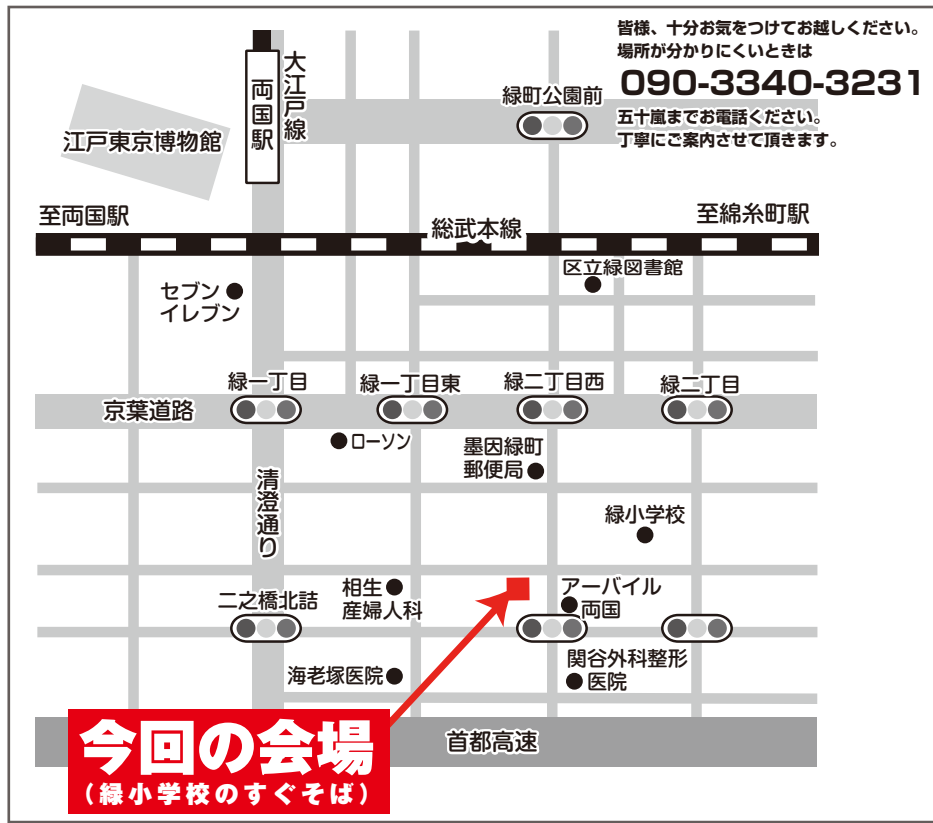 皆様、十分お気をつけてお越しください。
場所が分かりにくいときは
090-3340-3231
五十嵐までお電話ください。
丁寧にご案内させて頂きます。
大江戸線
両国駅
緑町公園前
江戸東京博物館
至両国駅
総武本線
至綿糸町駅
区立緑図書館
セブン
イレブン
緑一丁目
緑一丁目東
緑二丁目西
緑二丁目
京葉道路
ローソン
墨因緑町
郵便局
清澄通り
緑小学校
二之橋北詰
相生
産婦人科
アーバイル
両国
海老塚医院
関谷外科整形
医院
今回の会場
(緑小学校のすぐそば)
首都高速